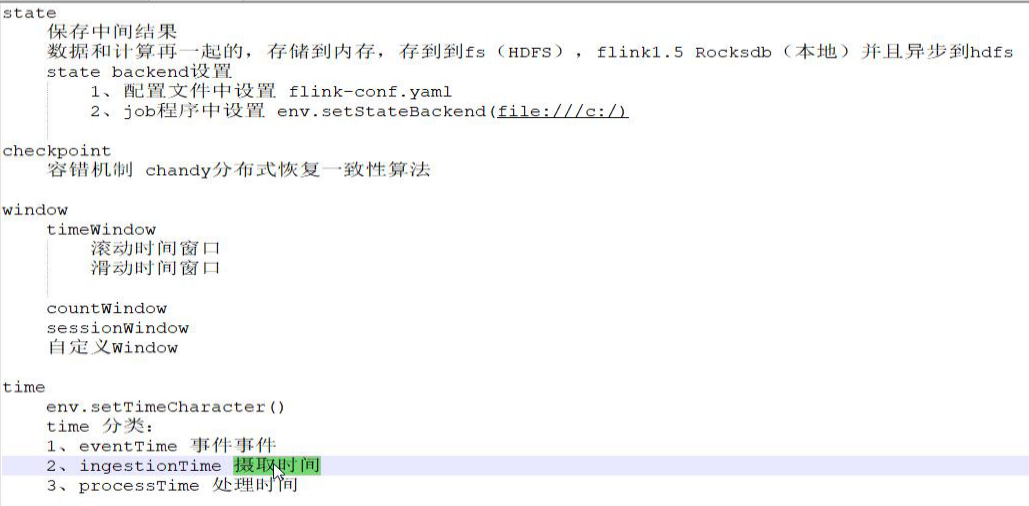 state
保存中间结果
数据和计算再一起的，存储到内存，存到到fs（HDFS），flink1.5 Rocksdb（本地）并且异步到hdfs
state backend设置
1、配置文件中设置 flink-conf.yaml
2、job程序中设置 env.setStateBackend(file:///c:/)
checkpoint
容错机制 chandy分布式恢复一致性算法
window
timeWindow
滚动时间窗口
滑动时间窗口
countWindow
sessionWindow
自定义Window
time
env.setTimeCharacter()
time 分类：
1、eventTime 事件事件
2、ingestionTime 摄取时间
3、processTime 处理时间